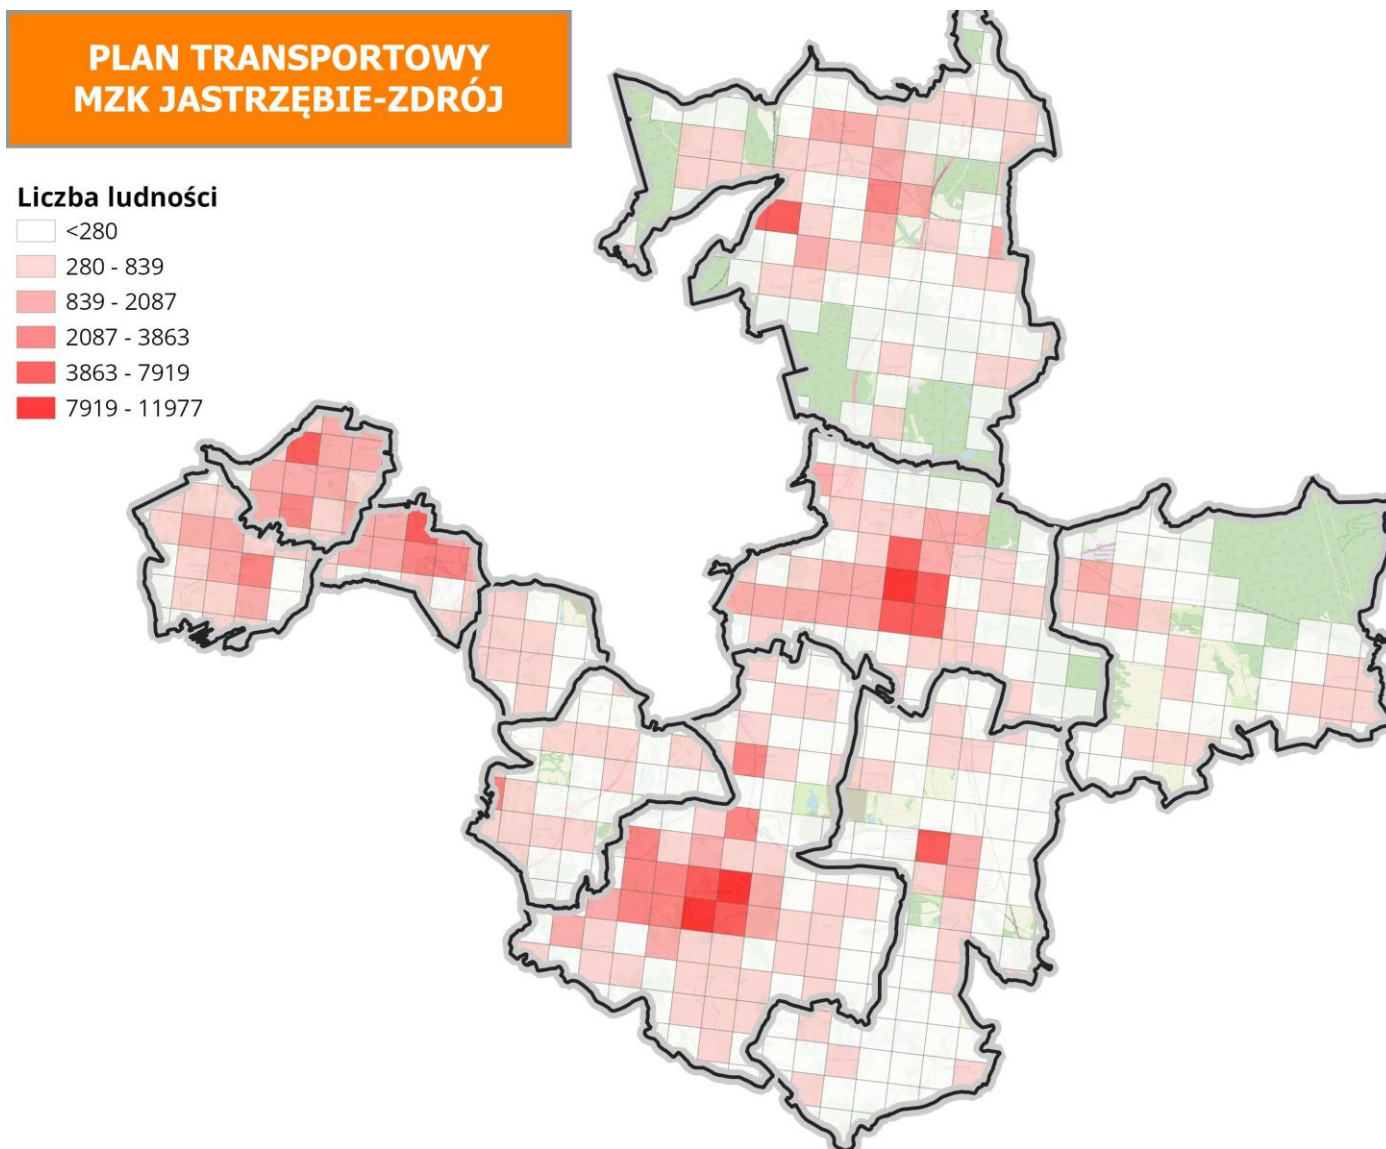 PLAN TRANSPORTOWY
MZK JASTRZĘBIE-ZDRÓJ
Liczba ludności
<280
280 - 839
839 - 2087
2087 - 3863
3863 - 7919
7919 - 11977